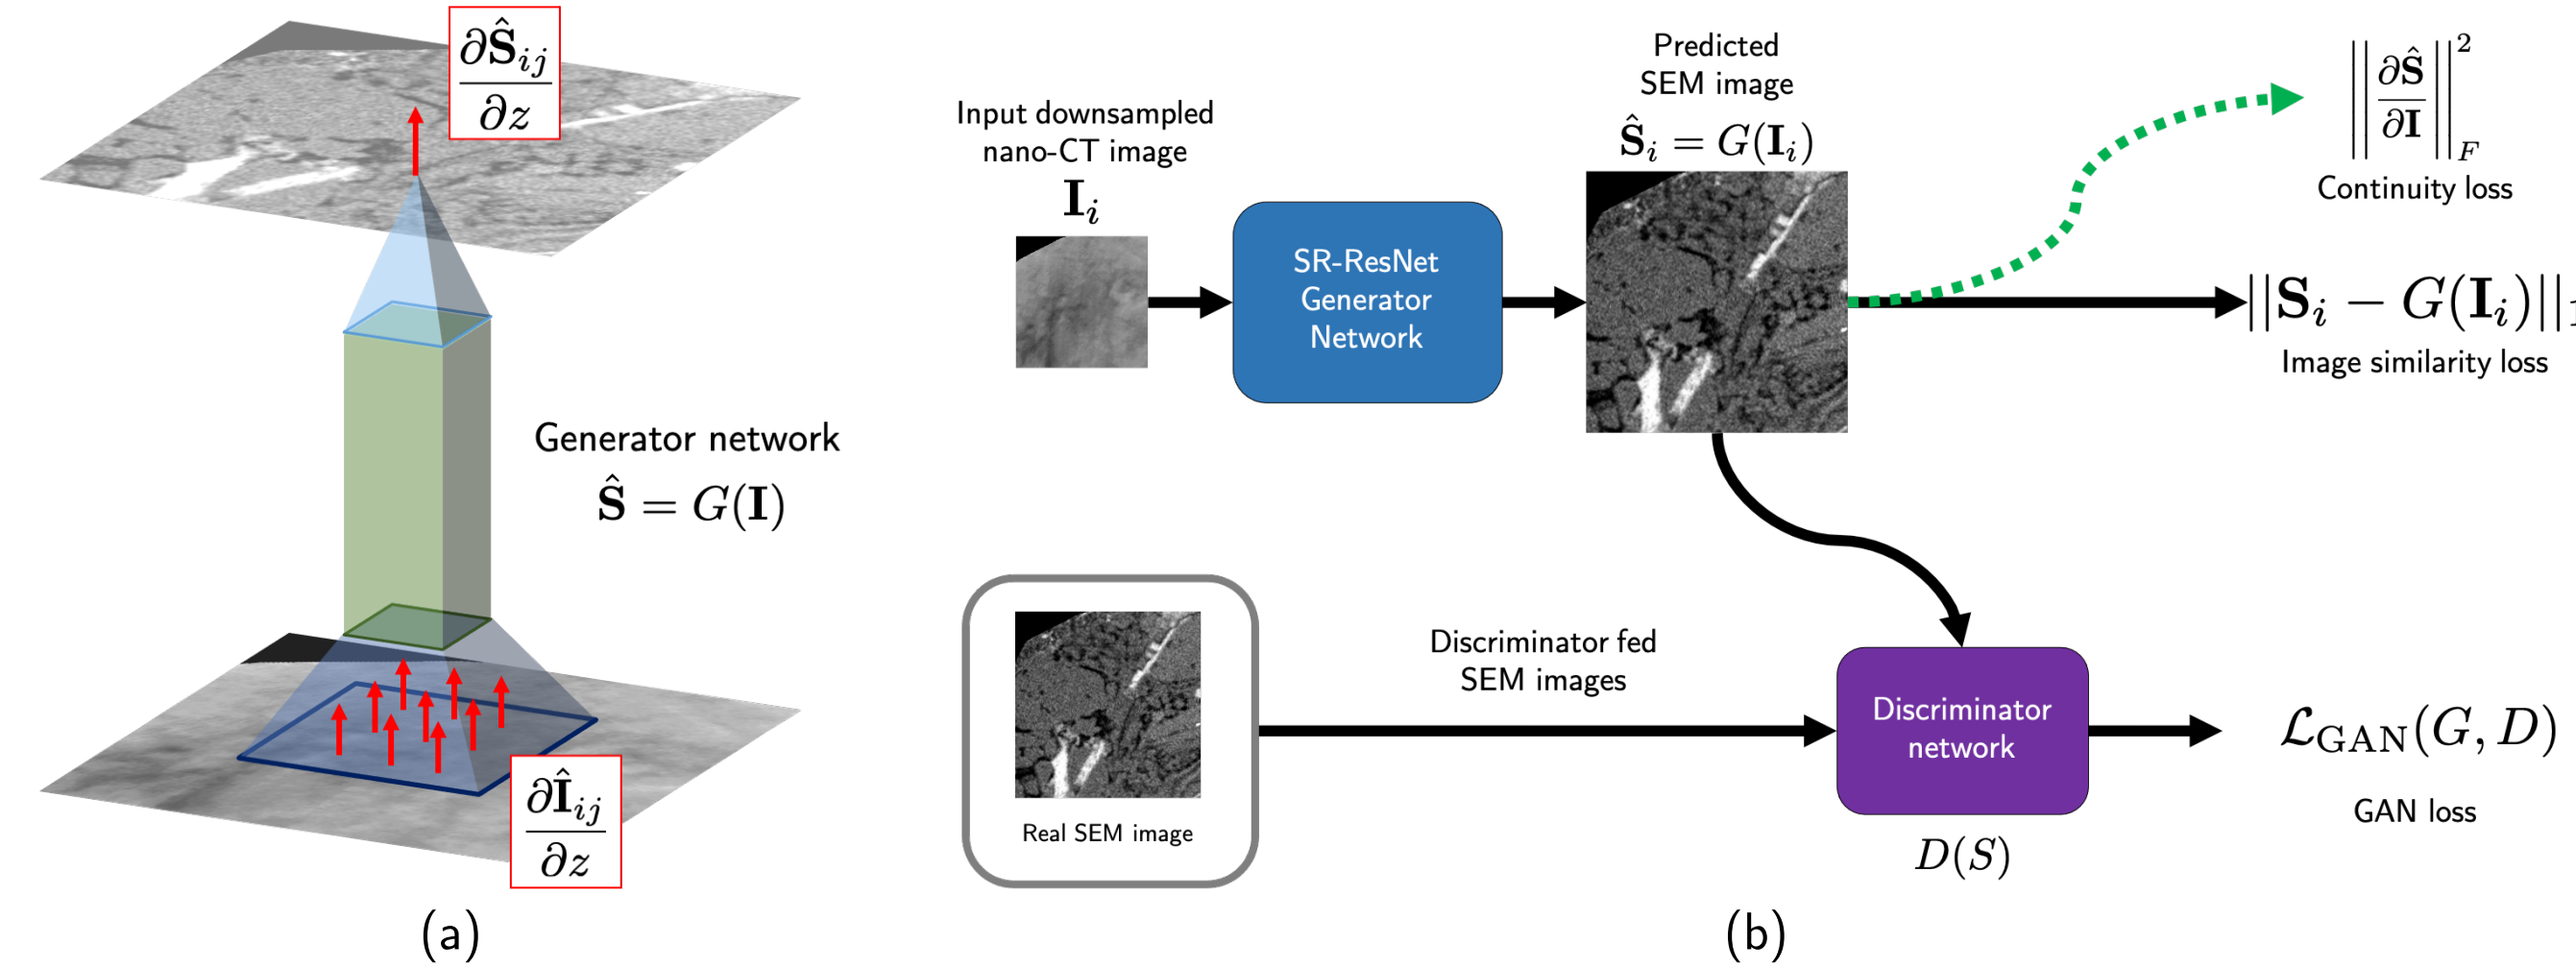 ∂Ŝ_ij / ∂z
Generator network
Ŝ = G(I)
∂Î_ij / ∂z
(a)
Input downsampled
nano-CT image
I_i
SR-ResNet
Generator
Network
Predicted
SEM image
Ŝ_i = G(I_i)
||∂Ŝ / ∂I||²_F
Continuity loss
||S_i − G(I_i)||_1
Image similarity loss
Real SEM image
Discriminator fed
SEM images
Discriminator
network
D(S)
ℒ_GAN(G, D)
GAN loss
(b)